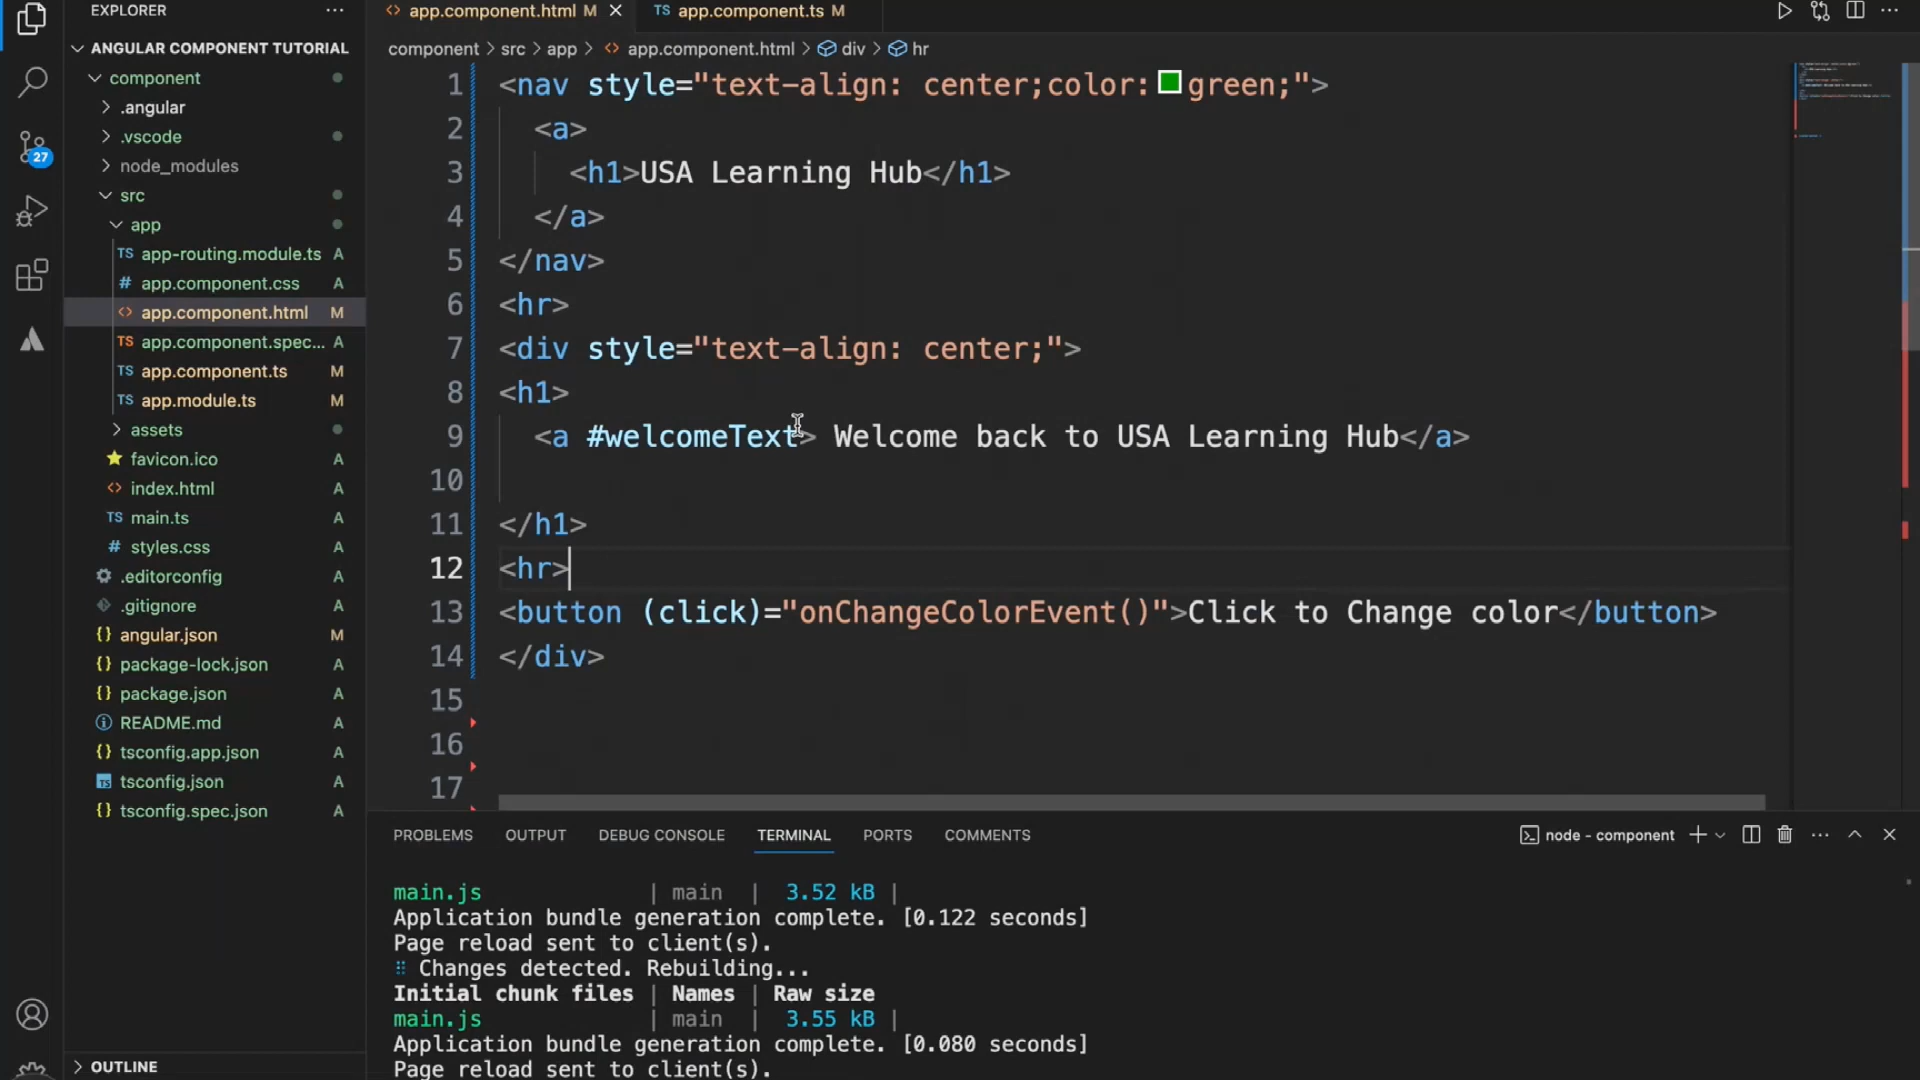 EXPLORER
ANGULAR COMPONENT TUTORIAL
component
.angular
.vscode
node_modules
src
app
TS app-routing.module.ts A
# app.component.css A
<> app.component.html M
TS app.component.spec... A
TS app.component.ts M
TS app.module.ts M
assets
favicon.ico A
<> index.html A
TS main.ts A
# styles.css A
.editorconfig A
.gitignore A
{} angular.json M
{} package-lock.json A
{} package.json A
README.md A
{} tsconfig.app.json A
TS tsconfig.json A
{} tsconfig.spec.json A
OUTLINE
27
<> app.component.html M
TS app.component.ts M
component > src > app > <> app.component.html > div > hr
1 <nav style="text-align: center;color:green;">
2 <a>
3 <h1>USA Learning Hub</h1>
4 </a>
5 </nav>
6 <hr>
7 <div style="text-align: center;">
8 <h1>
9 <a #welcomeText> Welcome back to USA Learning Hub</a>
10
11 </h1>
12 <hr>
13 <button (click)="onChangeColorEvent()">Click to Change color</button>
14 </div>
15
16
17
PROBLEMS OUTPUT DEBUG CONSOLE TERMINAL PORTS COMMENTS
node - component
main.js | main | 3.52 kB |
Application bundle generation complete. [0.122 seconds]
Page reload sent to client(s).
Changes detected. Rebuilding...
Initial chunk files | Names | Raw size
main.js | main | 3.55 kB |
Application bundle generation complete. [0.080 seconds]
Page reload sent to client(s).